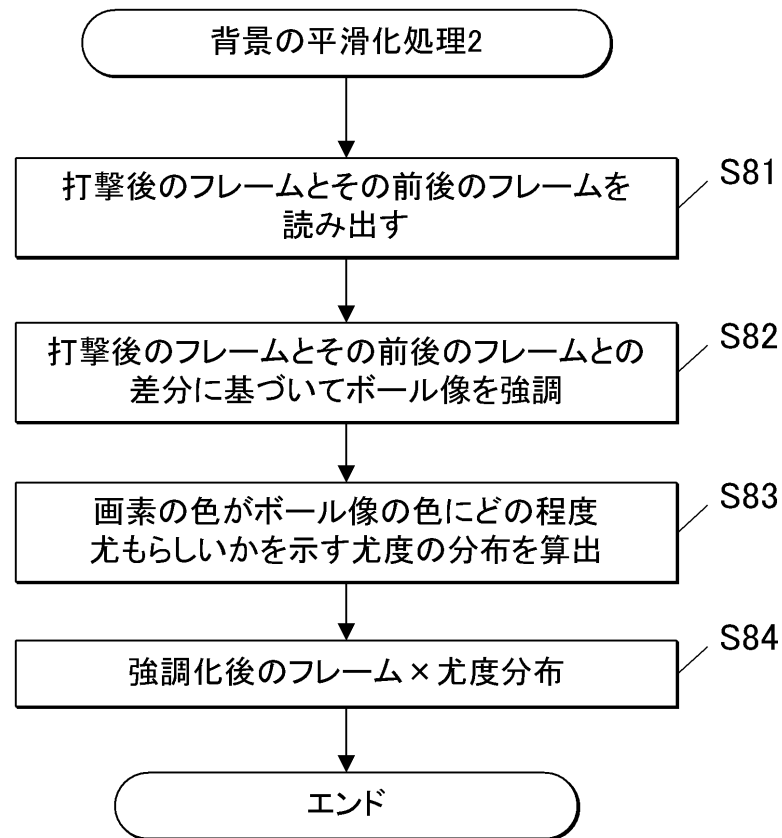 背景の平滑化処理2
打撃後のフレームとその前後のフレームを
読み出す
S81
打撃後のフレームとその前後のフレームとの
差分に基づいてボール像を強調
S82
画素の色がボール像の色にどの程度
尤もらしいかを示す尤度の分布を算出
S83
強調化後のフレーム×尤度分布
S84
エンド